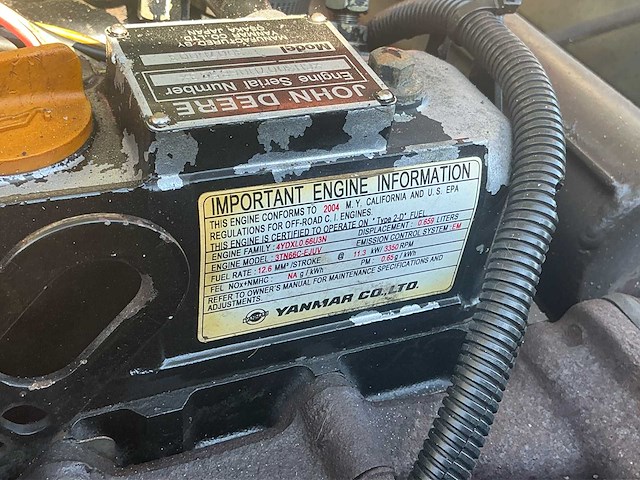 JOHN DEERE
Engine Serial Number
Model
IMPORTANT ENGINE INFORMATION
THIS ENGINE CONFORMS TO 2004 M.Y. CALIFORNIA AND U.S. EPA
REGULATIONS FOR OFF-ROAD C.I. ENGINES.
THIS ENGINE IS CERTIFIED TO OPERATE ON "Type 2-D" FUEL
ENGINE FAMILY : 4YDXL0.66U3N DISPLACEMENT : 0.659 LITERS
ENGINE MODEL : 3TN66C-EJUV EMISSION CONTROL SYSTEM : EM
FUEL RATE : 12.6 MM³/STROKE @ 11.3 kW/ 3350 RPM
FEL NOx+NMHC : NA g / kWh PM : 0.65 g / kWh
REFER TO OWNER'S MANUAL FOR MAINTENANCE SPECIFICATIONS AND
ADJUSTMENTS.
YANMAR CO.,LTD.